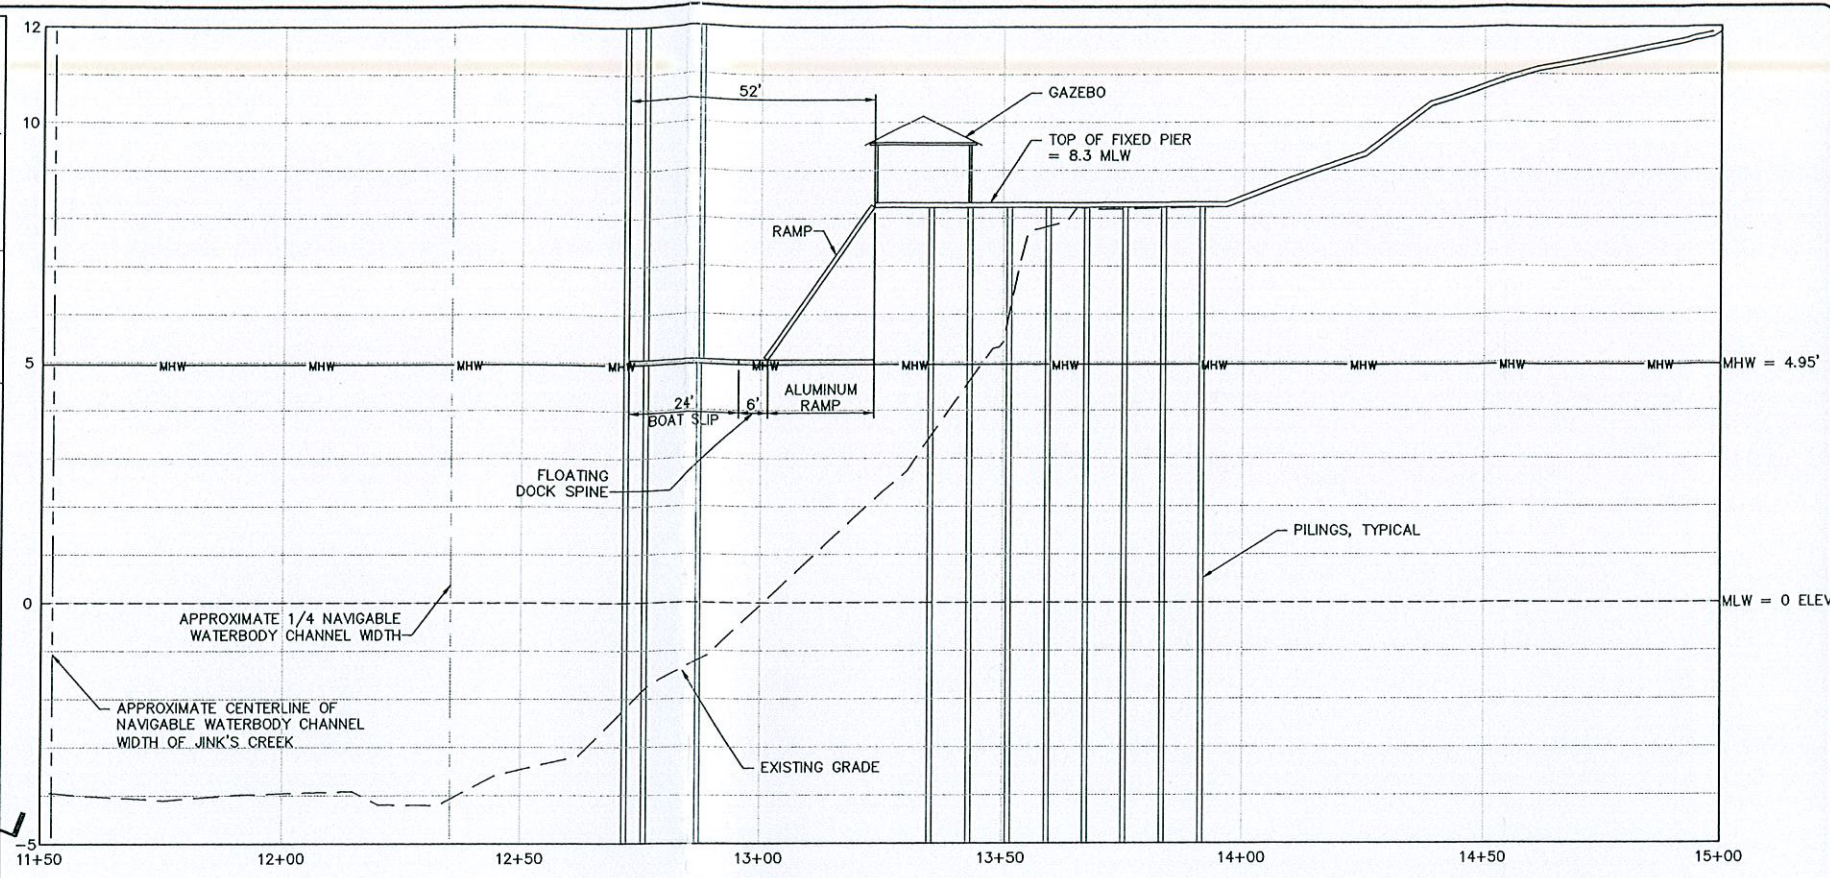 12
10
5
0
-5
52'
GAZEBO
TOP OF FIXED PIER
= 8.3 MLW
RAMP
MHW
MHW
MHW
MHW
MHW
MHW
MHW
MHW
MHW
MHW
MHW
MHW = 4.95'
24'
BOAT SLIP
6'
ALUMINUM
RAMP
FLOATING
DOCK SPINE
PILINGS, TYPICAL
MLW = 0 ELEV
APPROXIMATE 1/4 NAVIGABLE
WATERBODY CHANNEL WIDTH
APPROXIMATE CENTERLINE OF
NAVIGABLE WATERBODY CHANNEL
WIDTH OF JINK'S CREEK
EXISTING GRADE
11+50
12+00
12+50
13+00
13+50
14+00
14+50
15+00